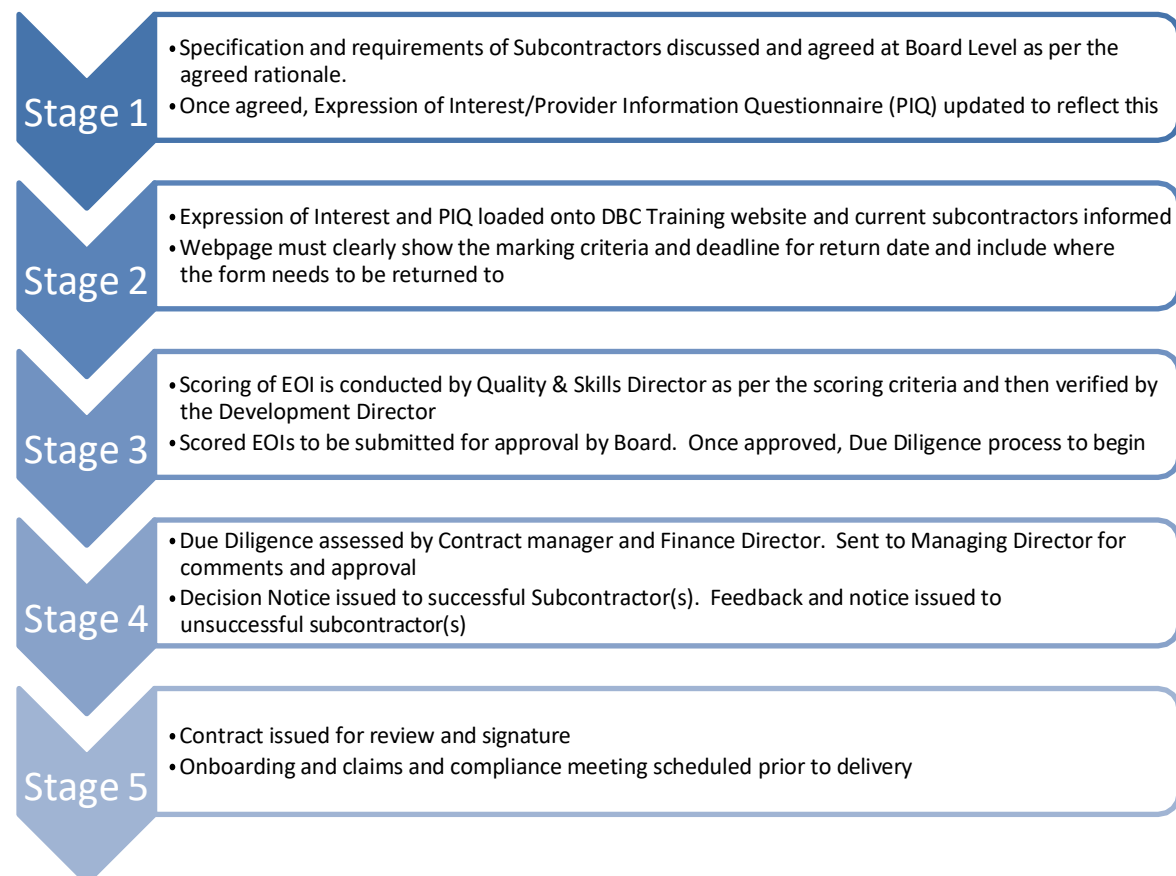 Stage 1
• Specification and requirements of Subcontractors discussed and agreed at Board Level as per the
agreed rationale.
• Once agreed, Expression of Interest/Provider Information Questionnaire (PIQ) updated to reflect this
Stage 2
• Expression of Interest and PIQ loaded onto DBC Training website and current subcontractors informed
• Webpage must clearly show the marking criteria and deadline for return date and include where
the form needs to be returned to
Stage 3
• Scoring of EOI is conducted by Quality & Skills Director as per the scoring criteria and then verified by
the Development Director
• Scored EOIs to be submitted for approval by Board.  Once approved, Due Diligence process to begin
Stage 4
• Due Diligence assessed by Contract manager and Finance Director.  Sent to Managing Director for
comments and approval
• Decision Notice issued to successful Subcontractor(s).  Feedback and notice issued to
unsuccessful subcontractor(s)
Stage 5
• Contract issued for review and signature
• Onboarding and claims and compliance meeting scheduled prior to delivery